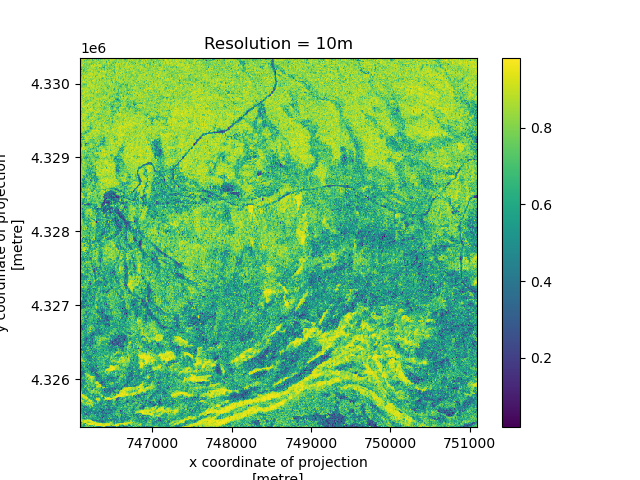 Resolution = 10m
1e6
4.330
4.329
4.328
4.327
4.326
y coordinate of projection
[metre]
747000 748000 749000 750000 751000
x coordinate of projection
[metre]
0.8
0.6
0.4
0.2